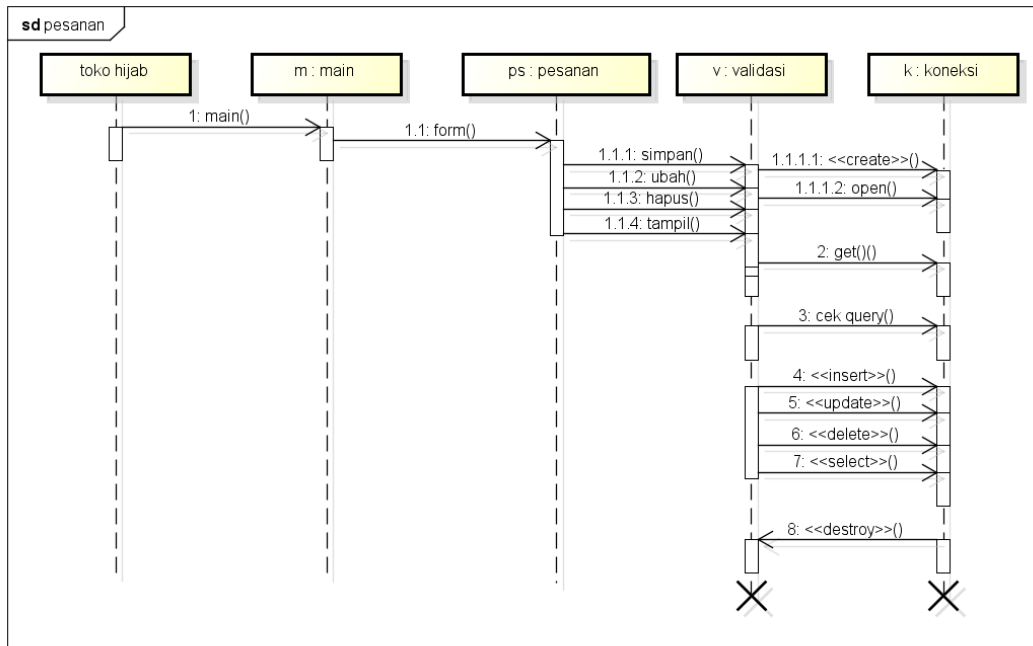 sd pesanan
toko hijab
m : main
ps : pesanan
v : validasi
k : koneksi
1: main()
1.1: form()
1.1.1: simpan()
1.1.1.1: <<create>>()
1.1.2: ubah()
1.1.1.2: open()
1.1.3: hapus()
1.1.4: tampil()
2: get()()
3: cek query()
4: <<insert>>()
5: <<update>>()
6: <<delete>>()
7: <<select>>()
8: <<destroy>>()